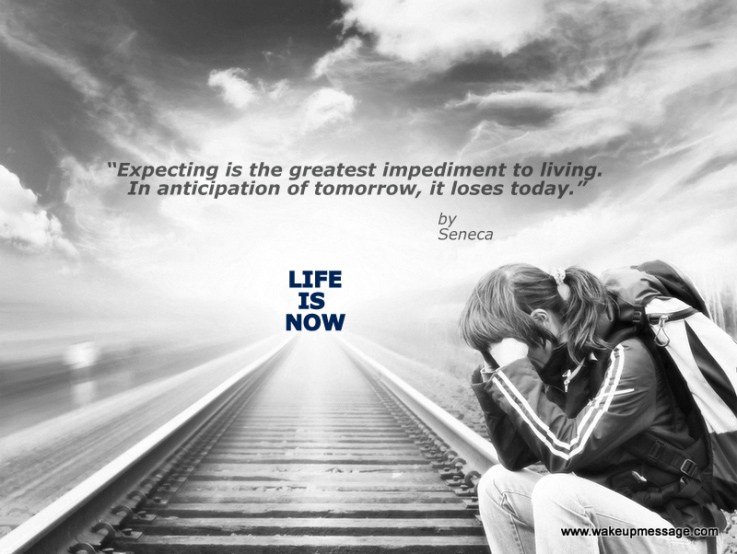 “Expecting is the greatest impediment to living.
In anticipation of tomorrow, it loses today.”
by
Seneca
LIFE
IS
NOW
www.wakeupmessage.com